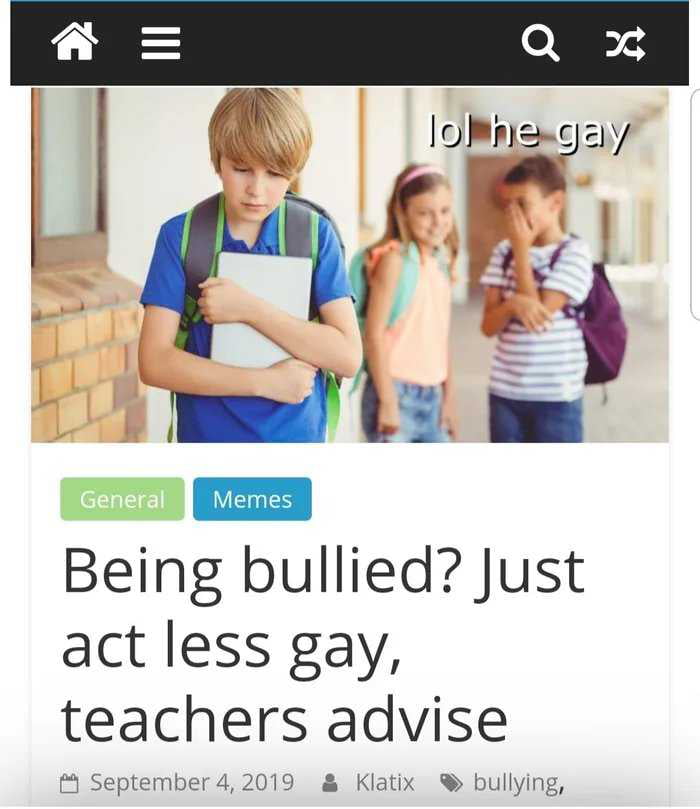 lol he gay
General Memes
Being bullied? Just
act less gay,
teachers advise
September 4, 2019 Klatix bullying,